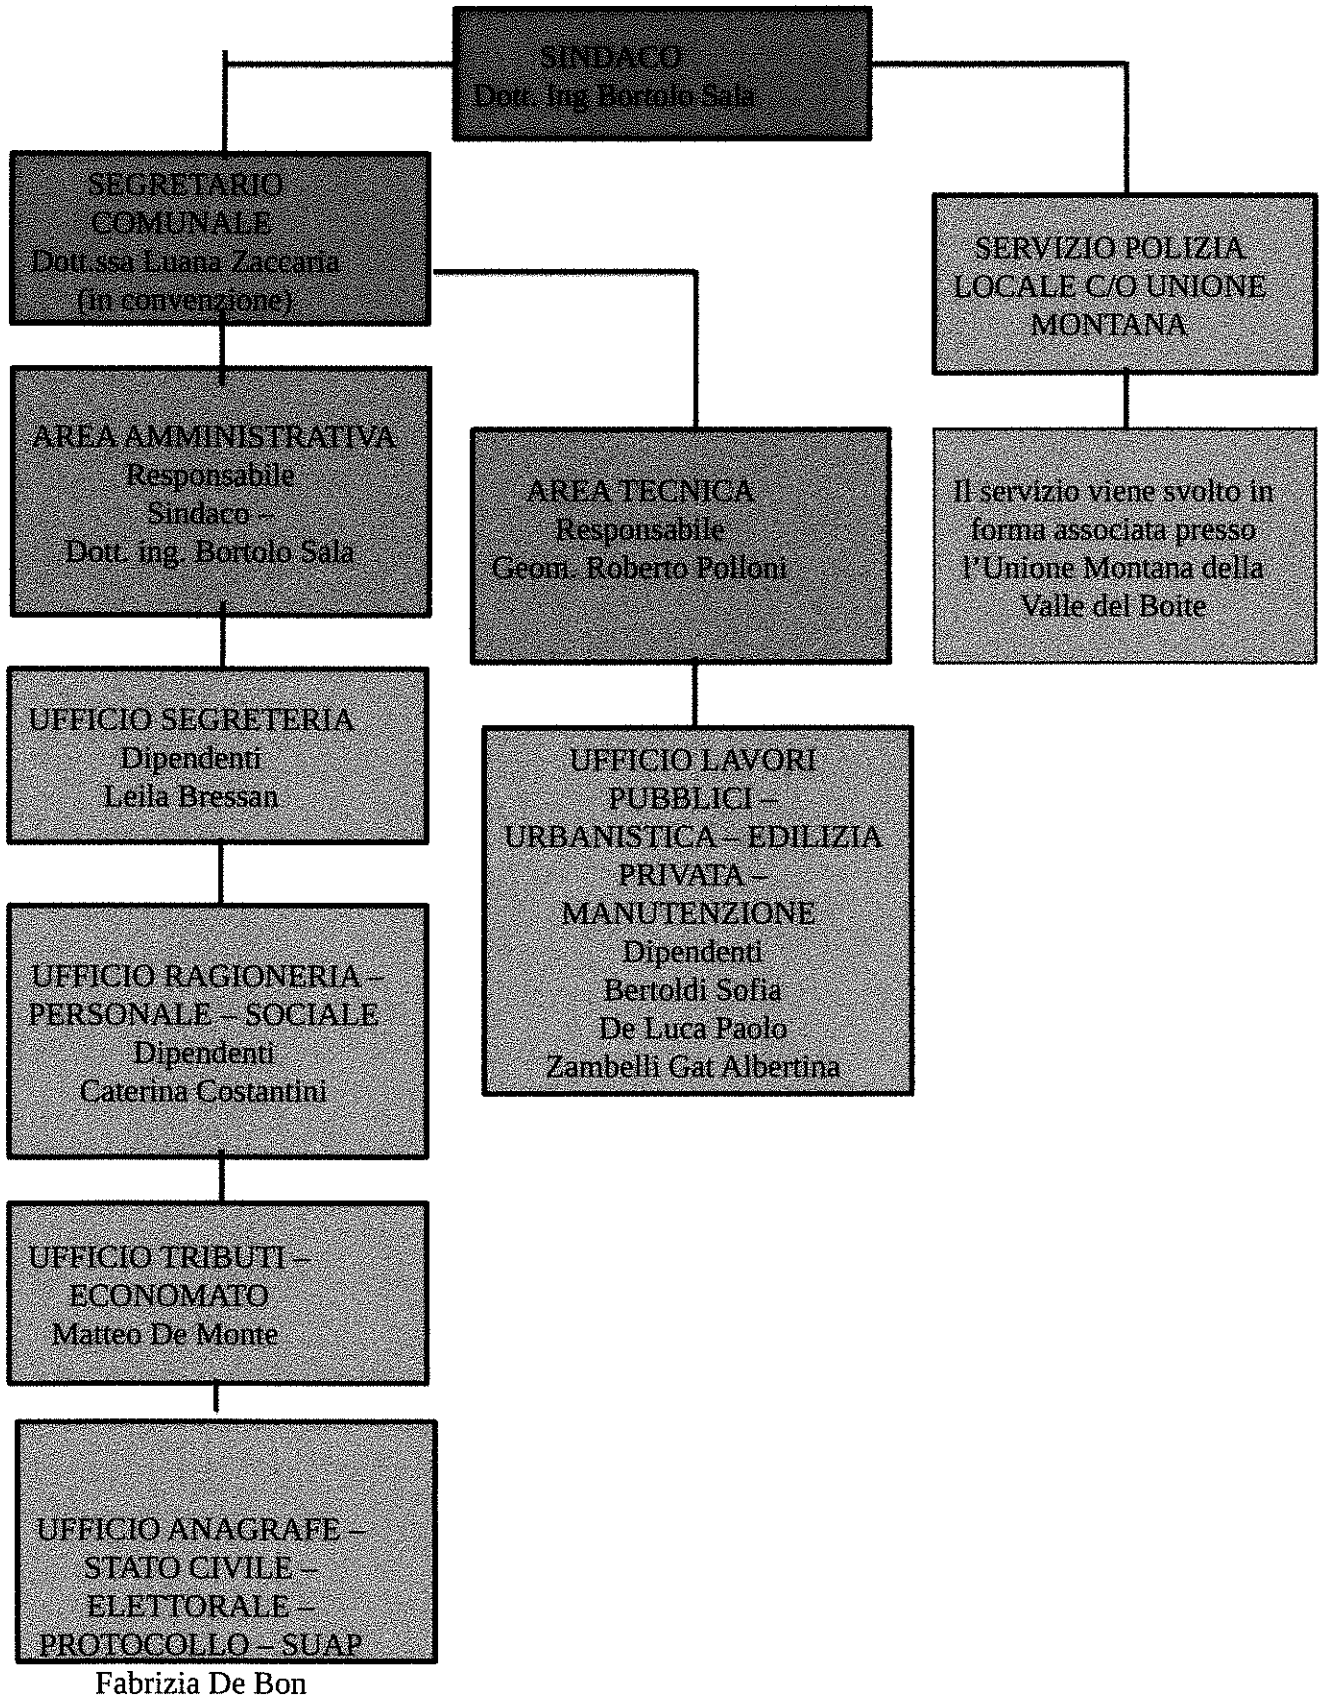 SINDACO
Dott. Ing Bortolo Sala
SEGRETARIO
COMUNALE
Dott.ssa Luana Zaccaria
(in convenzione)
SERVIZIO POLIZIA
LOCALE C/O UNIONE
MONTANA
AREA AMMINISTRATIVA
Responsabile
Sindaco –
Dott. ing. Bortolo Sala
AREA TECNICA
Responsabile
Geom. Roberto Polloni
Il servizio viene svolto in
forma associata presso
l’Unione Montana della
Valle del Boite
UFFICIO SEGRETERIA
Dipendenti
Leila Bressan
UFFICIO LAVORI
PUBBLICI –
URBANISTICA – EDILIZIA
PRIVATA –
MANUTENZIONE
Dipendenti
Bertoldi Sofia
De Luca Paolo
Zambelli Gat Albertina
UFFICIO RAGIONERIA –
PERSONALE – SOCIALE
Dipendenti
Caterina Costantini
UFFICIO TRIBUTI –
ECONOMATO
Matteo De Monte
UFFICIO ANAGRAFE –
STATO CIVILE –
ELETTORALE –
PROTOCOLLO – SUAP
Fabrizia De Bon